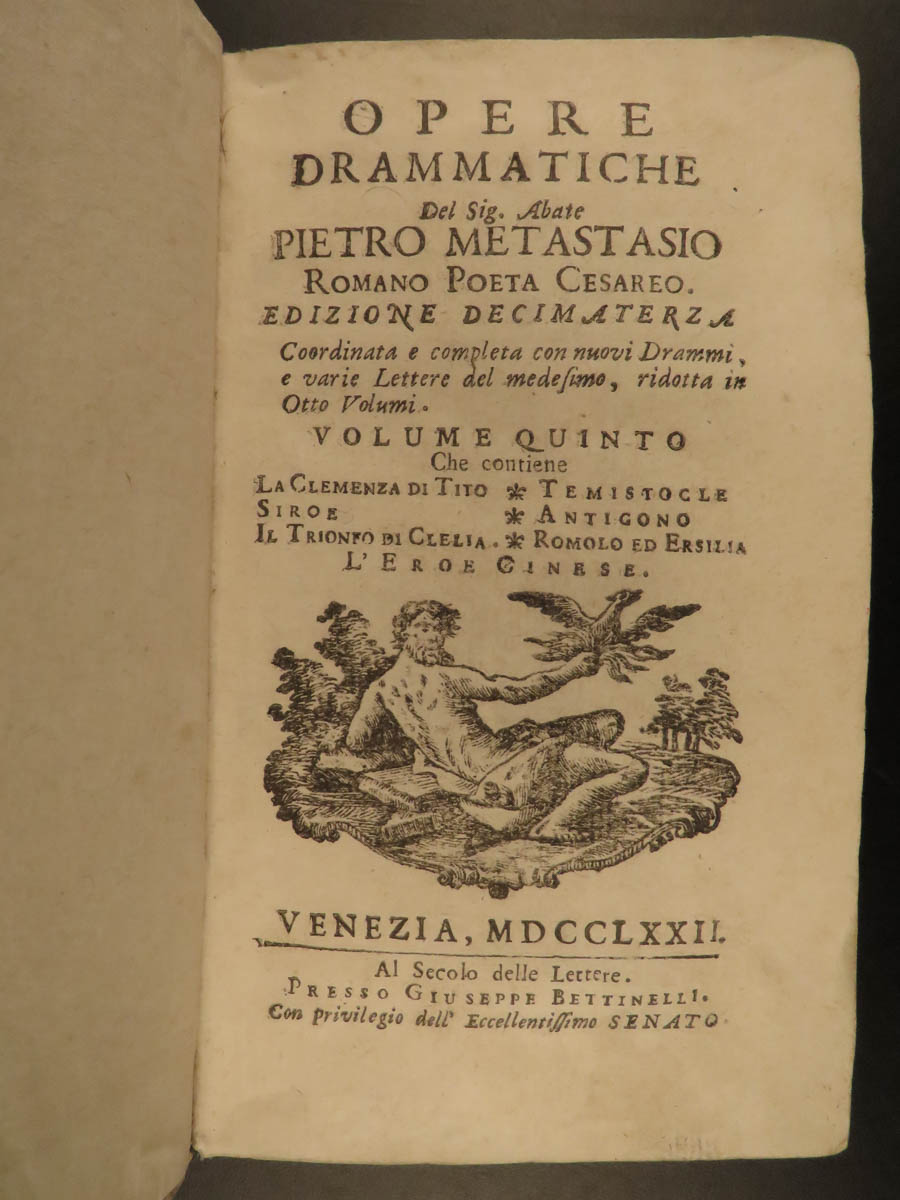 OPERE
DRAMMATICHE
Del Sig. Abate
PIETRO METASTASIO
ROMANO POETA CESAREO.
EDIZIONE DECIMATERZA
Coordinata e completa con nuovi Drammi,
e varie Lettere del medeſimo, ridotta in
Otto Volumi.
VOLUME QUINTO
Che contiene
LA CLEMENZA DI TITO * TEMISTOCLE
SIROE * ANTIGONO
IL TRIONFO DI CLELIA. * ROMOLO ED ERSILIA
L'EROE CINESE.
VENEZIA, MDCCLXXII.
Al Secolo delle Lettere.
PRESSO GIUSEPPE BETTINELLI.
Con privilegio dell' Eccellentiſſimo SENATO